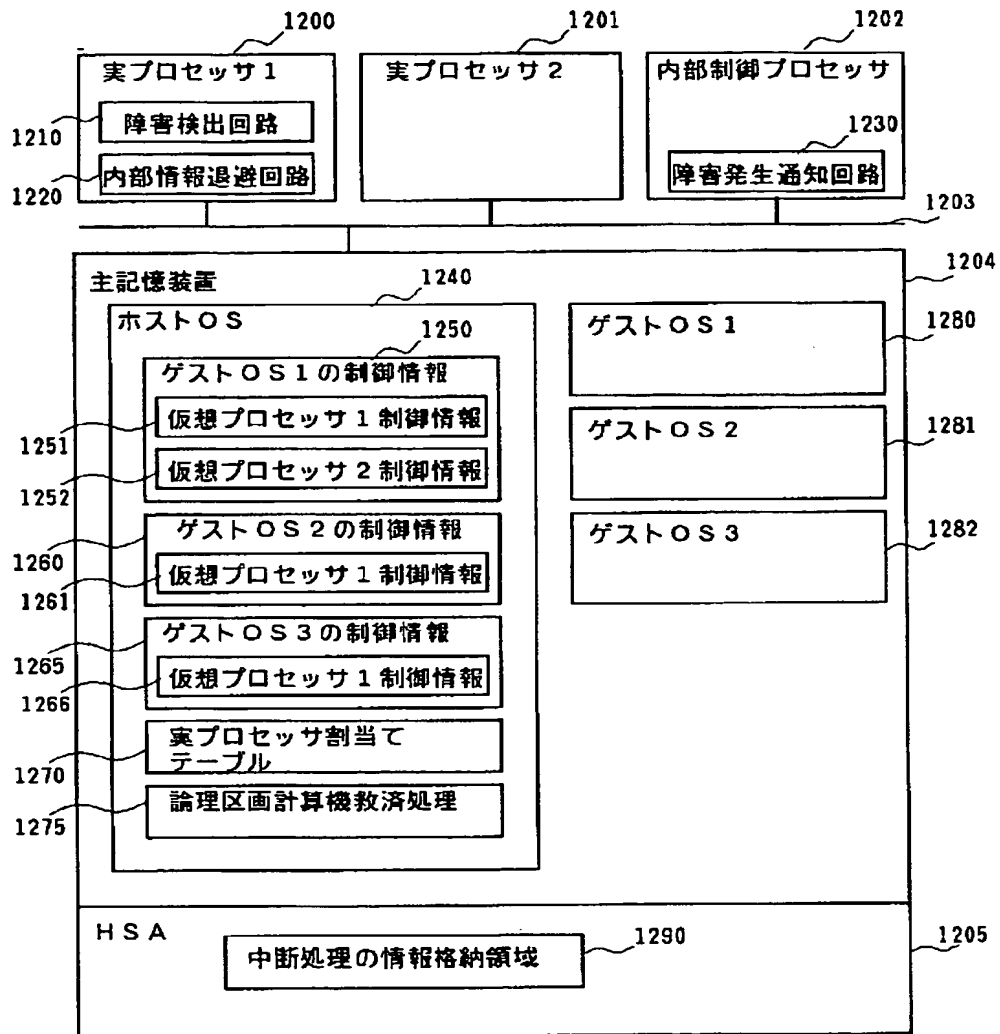 1200
1201
1202
実プロセッサ1
実プロセッサ2
内部制御プロセッサ
1210
障害検出回路
1230
1220
内部情報退避回路
障害発生通知回路
1203
1204
主記憶装置
1240
ホストOS
ゲストOS1
1280
1250
ゲストOS1の制御情報
1251
仮想プロセッサ1制御情報
ゲストOS2
1281
1252
仮想プロセッサ2制御情報
1260
ゲストOS2の制御情報
ゲストOS3
1282
1261
仮想プロセッサ1制御情報
1265
ゲストOS3の制御情報
1266
仮想プロセッサ1制御情報
1270
実プロセッサ割当て
テーブル
1275
論理区画計算機救済処理
HSA
1290
1205
中断処理の情報格納領域